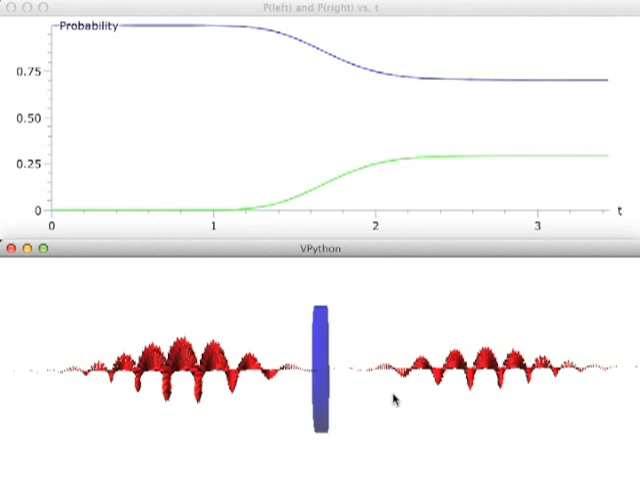 P(left) and P(right) vs. t
Probability
0.75
0.50
0.25
0
0 1 2 3 t
VPython